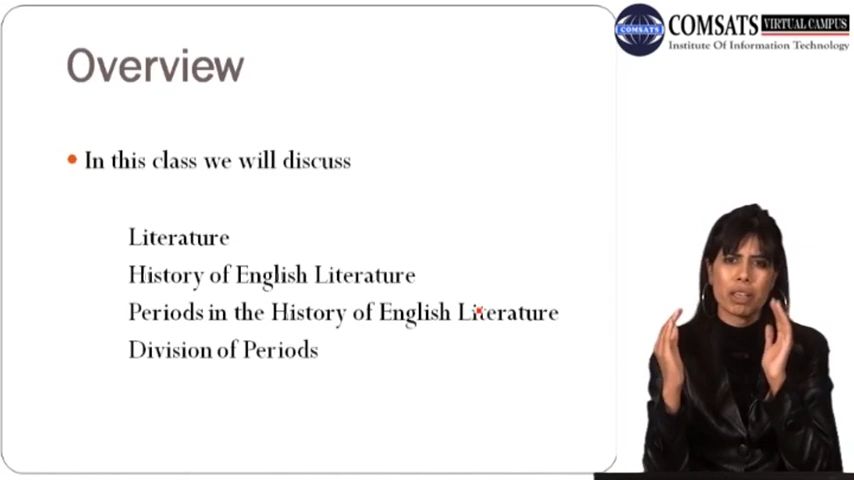 COMSATS
COMSATS VIRTUAL CAMPUS
Institute Of Information Technology
Overview
In this class we will discuss
Literature
History of English Literature
Periods in the History of English Literature
Division of Periods